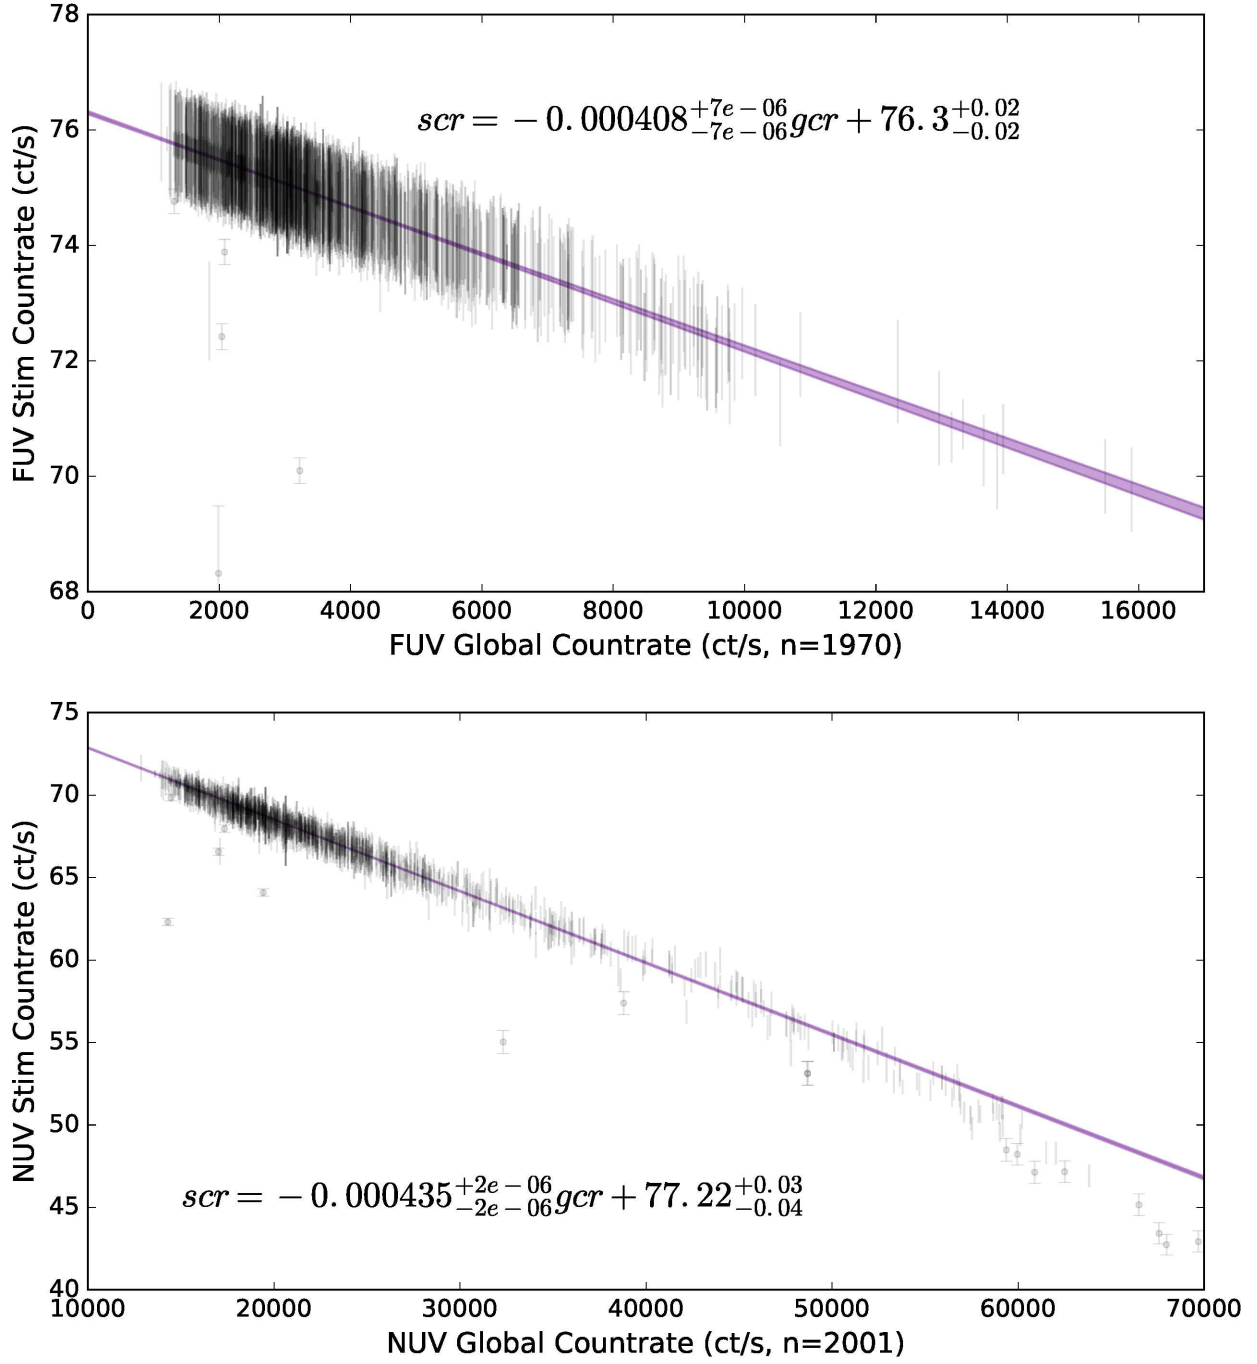 78
76
74
72
70
68
FUV Stim Countrate (ct/s)
scr = −0.000408^{+7e−06}_{−7e−06}gcr + 76.3^{+0.02}_{−0.02}
0 2000 4000 6000 8000 10000 12000 14000 16000
FUV Global Countrate (ct/s, n=1970)
75
70
65
60
55
50
45
40
NUV Stim Countrate (ct/s)
scr = −0.000435^{+2e−06}_{−2e−06}gcr + 77.22^{+0.03}_{−0.04}
10000 20000 30000 40000 50000 60000 70000
NUV Global Countrate (ct/s, n=2001)